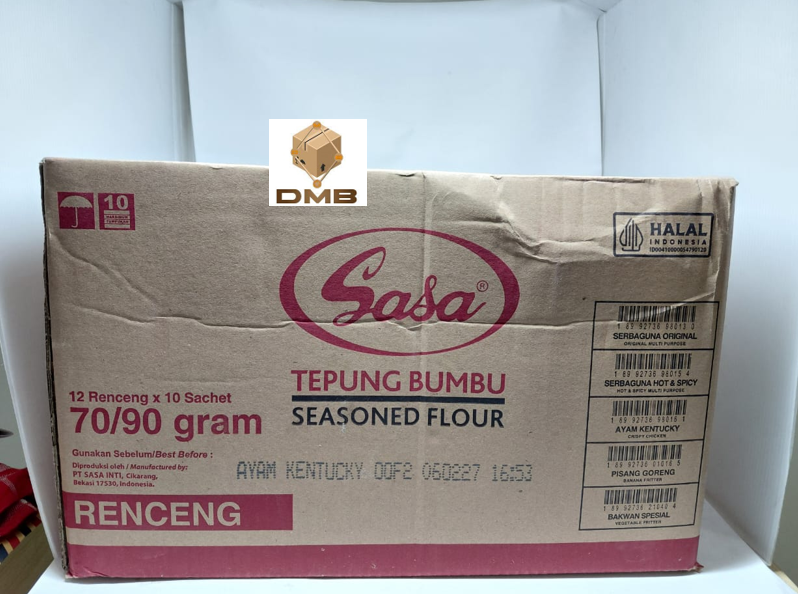 DMB
10
HALAL
INDONESIA
Sasa®
TEPUNG BUMBU
SEASONED FLOUR
12 Renceng x 10 Sachet
70/90 gram
Gunakan Sebelum/Best Before :
Diproduksi oleh / Manufactured by:
PT SASA INTI, Cikarang,
Bekasi 17530, Indonesia.
AYAM KENTUCKY 00F2 060227 16:53
RENCENG
SERBAGUNA ORIGINAL
ORIGINAL MULTI PURPOSE
SERBAGUNA HOT & SPICY
HOT & SPICY MULTI PURPOSE
AYAM KENTUCKY
CRISPY CHICKEN
PISANG GORENG
BANANA FRITTER
BAKWAN SPESIAL
VEGETABLE FRITTER